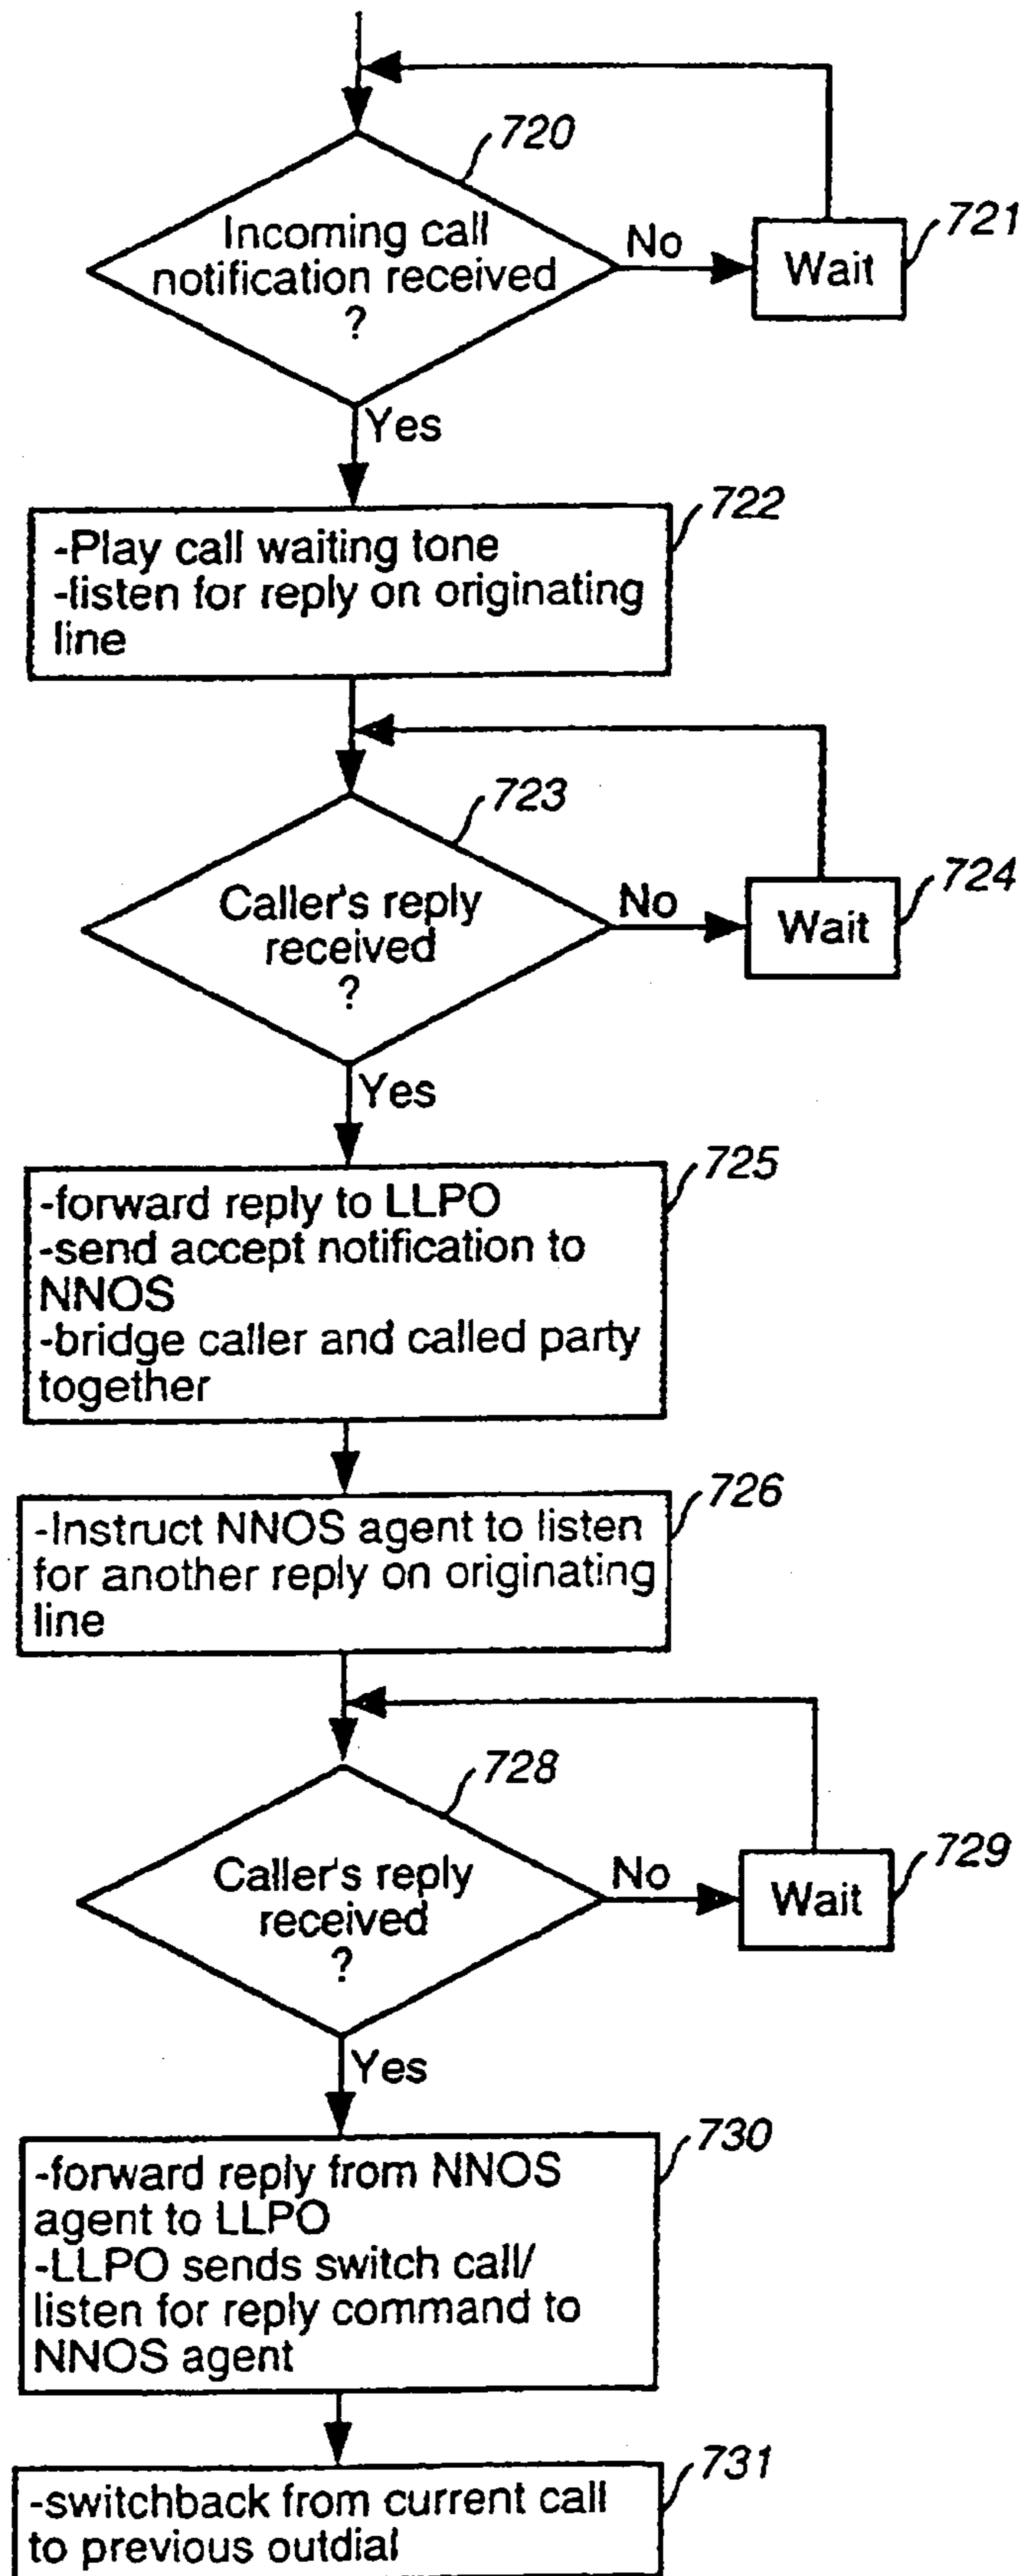 720
Incoming call
notification received
?
No
Wait
721
Yes
722
-Play call waiting tone
-listen for reply on originating
line
723
Caller's reply
received
?
No
Wait
724
Yes
725
-forward reply to LLPO
-send accept notification to
NNOS
-bridge caller and called party
together
726
-Instruct NNOS agent to listen
for another reply on originating
line
728
Caller's reply
received
?
No
Wait
729
Yes
730
-forward reply from NNOS
agent to LLPO
-LLPO sends switch call/
listen for reply command to
NNOS agent
731
-switchback from current call
to previous outdial